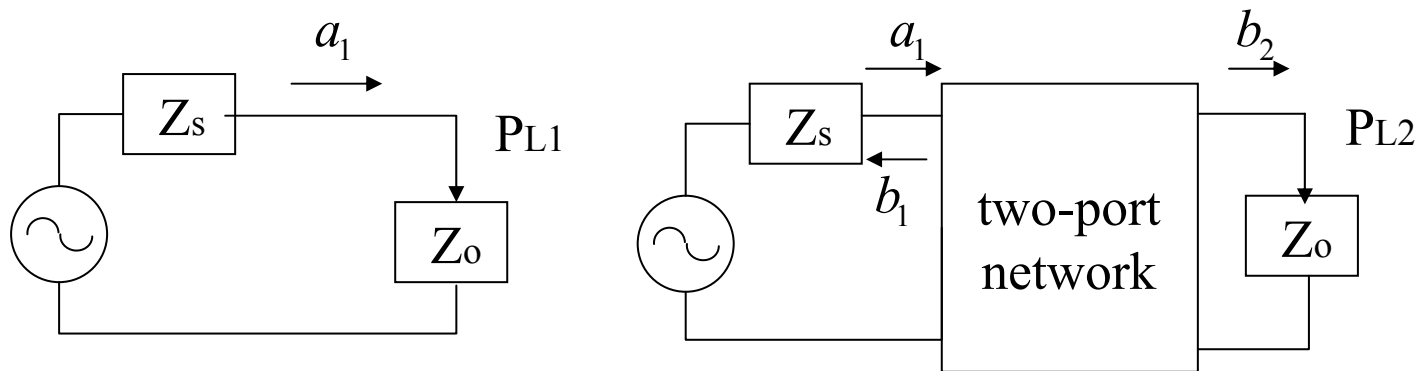 a₁
Zs
PL1
Zo
a₁
b₂
Zs
PL2
b₁
two-port
network
Zo